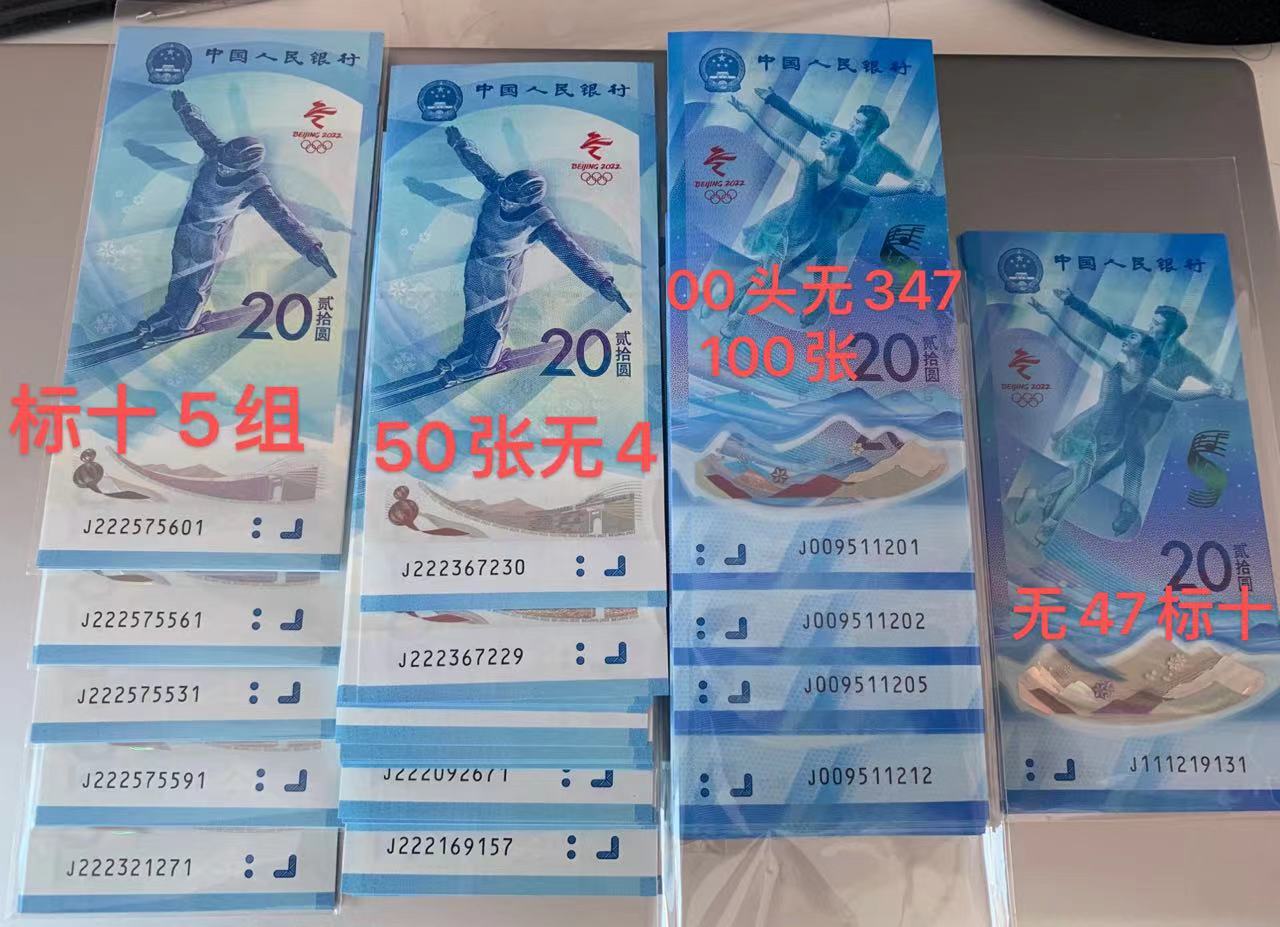 中国人民银行
BEIJING 2022
20
贰拾圆
标十5组
J222575601
J222575561
J222575531
J222575591
J222321271
中国人民银行
BEIJING 2022
20
贰拾圆
50张无4
J222367230
J222367229
J222092671
J222169157
中国人民银行
BEIJING 2022
00头无347
100张
20
贰拾圆
J009511201
J009511202
J009511205
J009511212
中国人民银行
BEIJING 2022
20
贰拾圆
无47标十
J111219131